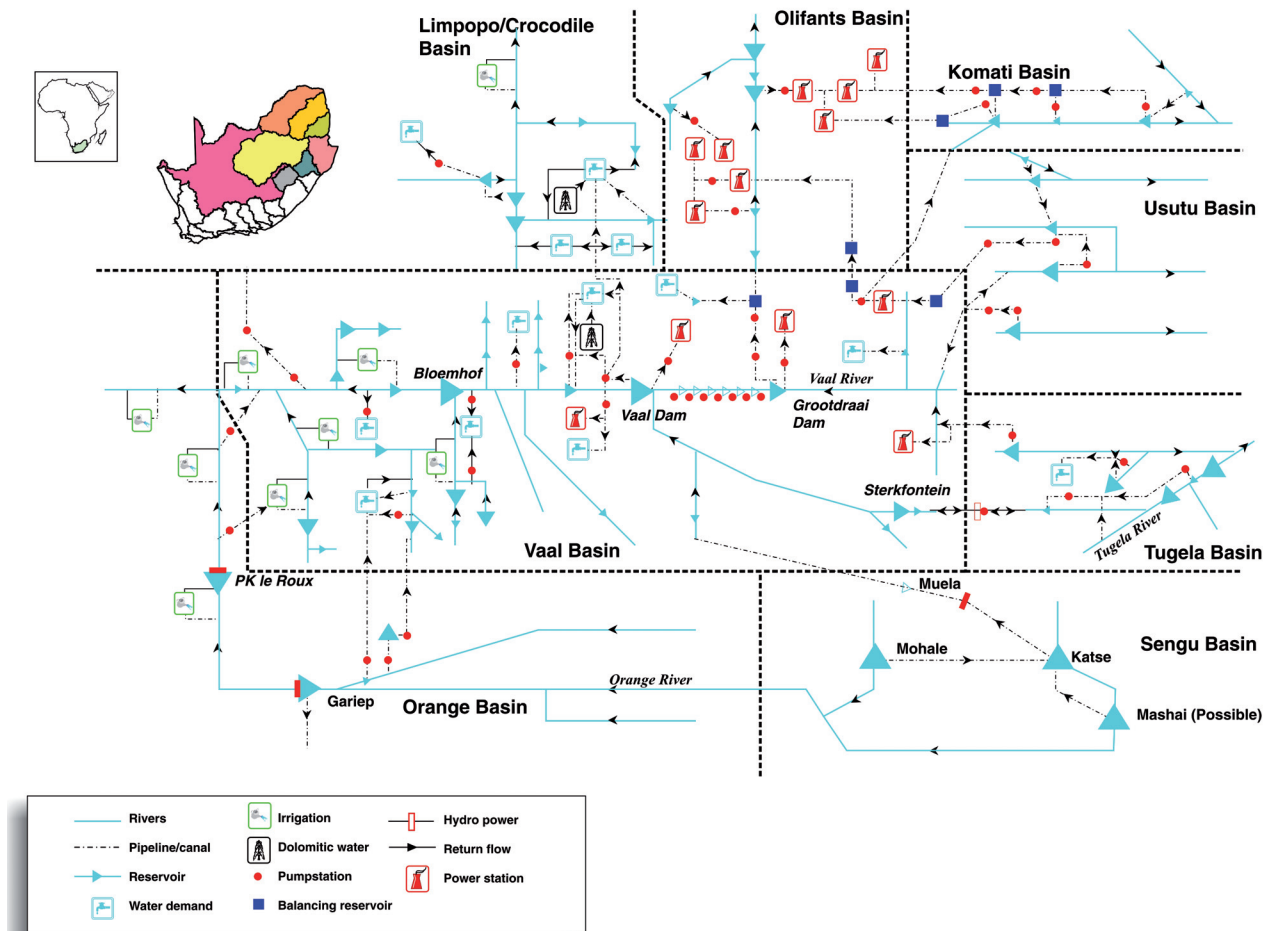 Limpopo/Crocodile
Basin
Olifants Basin
Komati Basin
Usutu Basin
Bloemhof
Vaal Dam
Vaal River
Grootdraai
Dam
Sterkfontein
Vaal Basin
Tugela River
Tugela Basin
PK le Roux
Muela
Mohale
Katse
Sengu Basin
Orange River
Gariep
Orange Basin
Mashai (Possible)
Rivers
Irrigation
Hydro power
Pipeline/canal
Dolomitic water
Return flow
Reservoir
Pumpstation
Power station
Water demand
Balancing reservoir